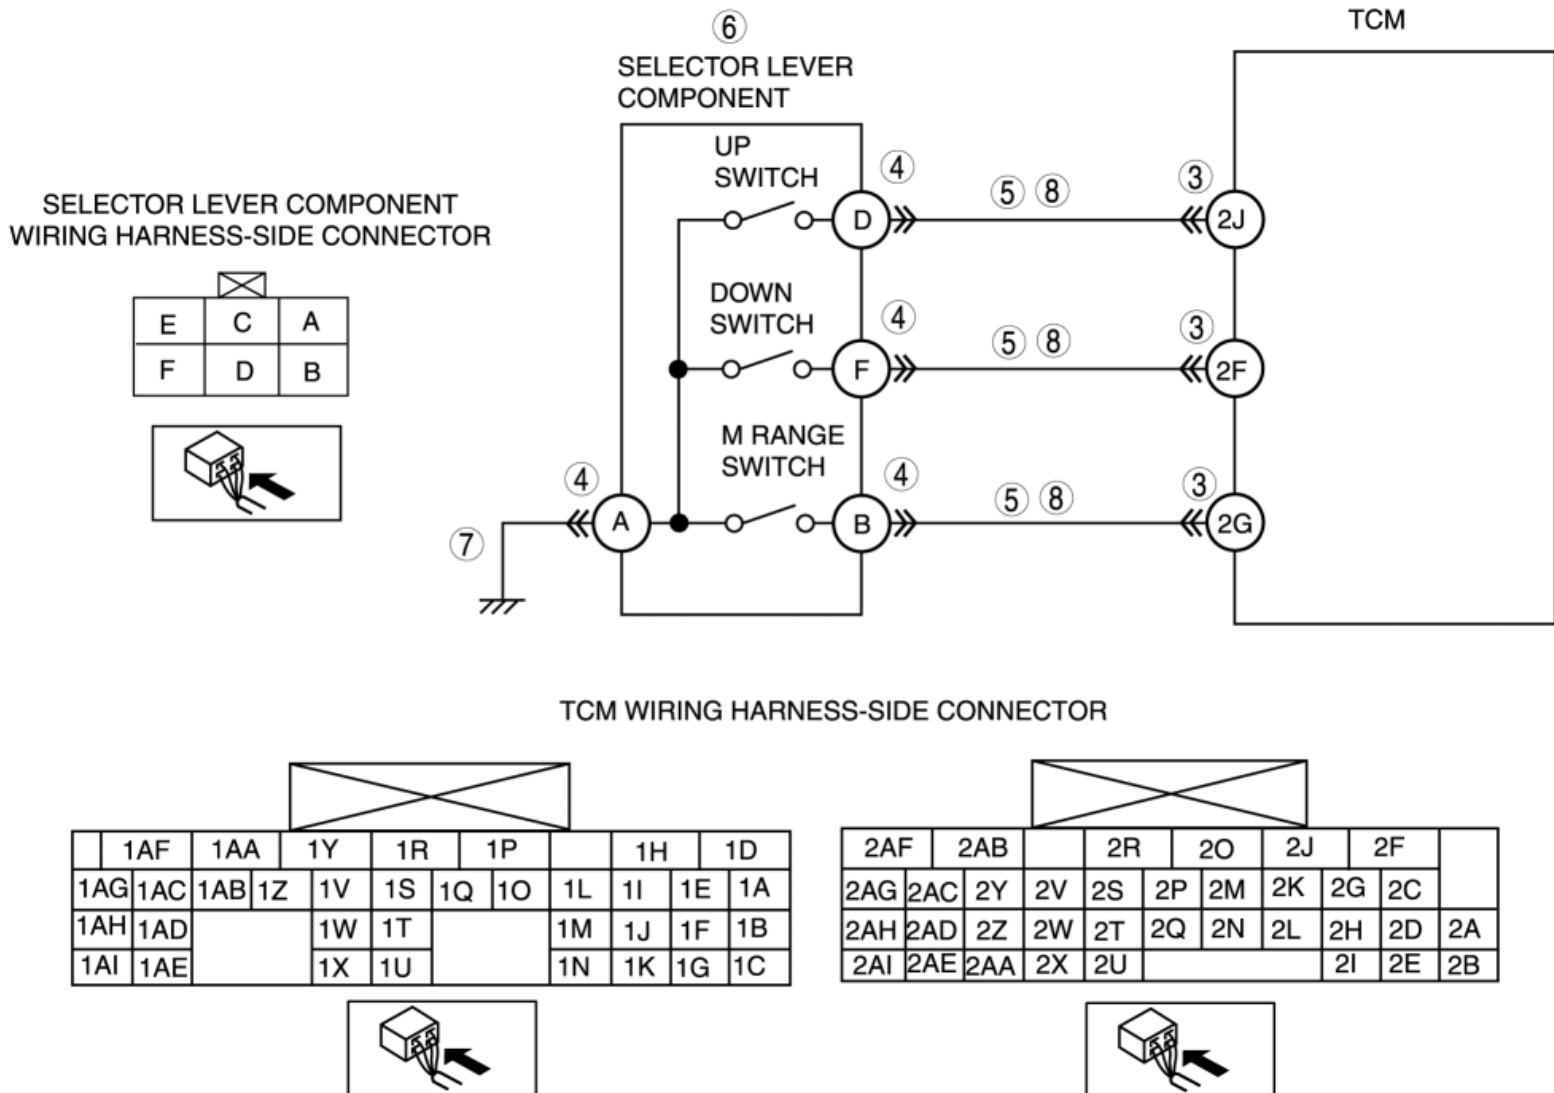 ⑥
SELECTOR LEVER
COMPONENT
TCM
UP
SWITCH
④
⑤ ⑧
③
D
2J
SELECTOR LEVER COMPONENT
WIRING HARNESS-SIDE CONNECTOR
E C A
F D B
DOWN
SWITCH
④
⑤ ⑧
③
F
2F
M RANGE
SWITCH
④
④
⑤ ⑧
③
A
B
2G
⑦
TCM WIRING HARNESS-SIDE CONNECTOR
1AF 1AA 1Y 1R 1P 1H 1D
1AG 1AC 1AB 1Z 1V 1S 1Q 1O 1L 1I 1E 1A
1AH 1AD 1W 1T 1M 1J 1F 1B
1AI 1AE 1X 1U 1N 1K 1G 1C
2AF 2AB 2R 2O 2J 2F
2AG 2AC 2Y 2V 2S 2P 2M 2K 2G 2C
2AH 2AD 2Z 2W 2T 2Q 2N 2L 2H 2D 2A
2AI 2AE 2AA 2X 2U 2I 2E 2B